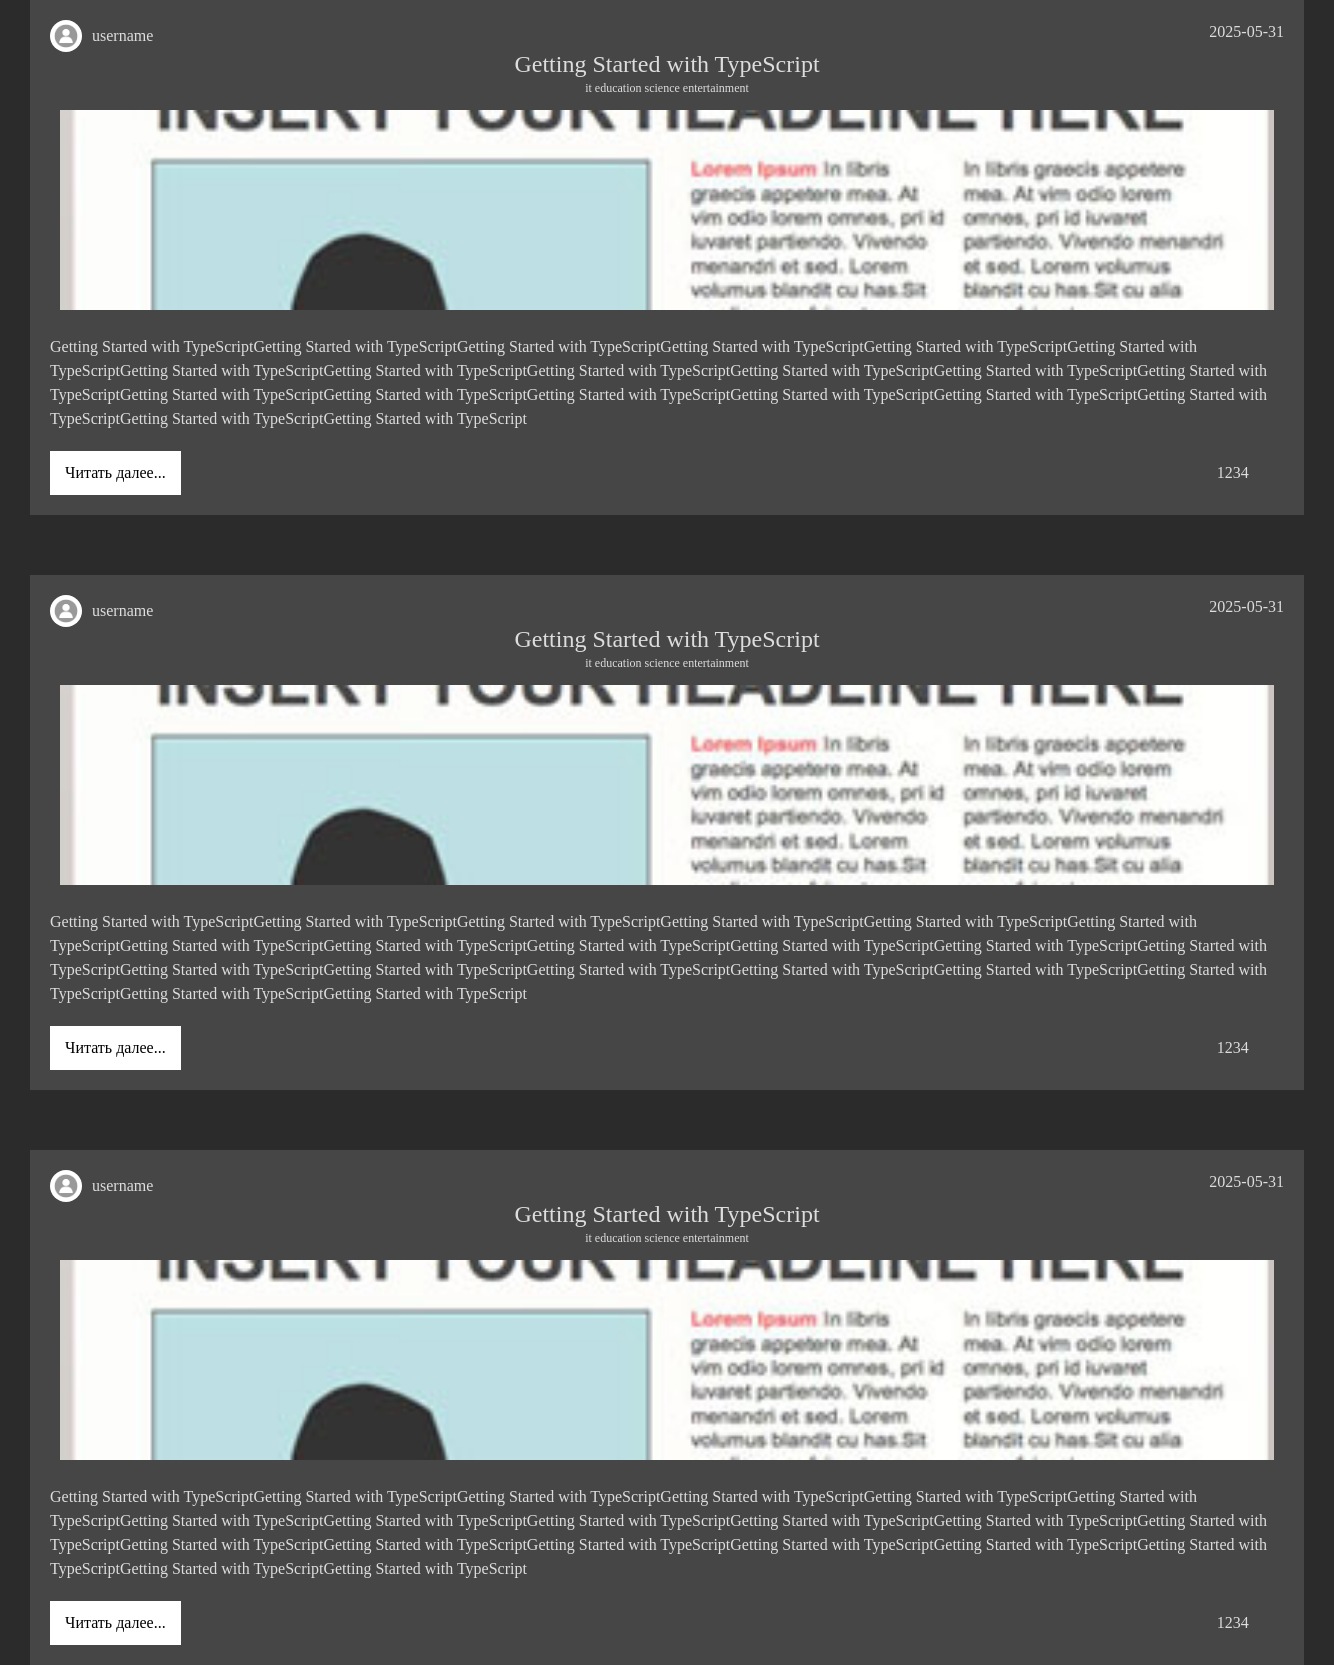 username
2025-05-31
Getting Started with TypeScript
it education science entertainment
INSERT YOUR HEADLINE HERE
Lorem Ipsum In libris
graecis appetere mea. At
vim odio lorem omnes, pri id
iuvaret partiendo. Vivendo
menandri et sed. Lorem
volumus blandit cu has.Sit
In libris graecis appetere
mea. At vim odio lorem
omnes, pri id iuvaret
partiendo. Vivendo menandri
et sed. Lorem volumus
blandit cu has.Sit cu alia
Getting Started with TypeScriptGetting Started with TypeScriptGetting Started with TypeScriptGetting Started with TypeScriptGetting Started with TypeScriptGetting Started with
TypeScriptGetting Started with TypeScriptGetting Started with TypeScriptGetting Started with TypeScriptGetting Started with TypeScriptGetting Started with TypeScriptGetting Started with
TypeScriptGetting Started with TypeScriptGetting Started with TypeScriptGetting Started with TypeScriptGetting Started with TypeScriptGetting Started with TypeScriptGetting Started with
TypeScriptGetting Started with TypeScriptGetting Started with TypeScript
Читать далее...
1234
username
2025-05-31
Getting Started with TypeScript
it education science entertainment
INSERT YOUR HEADLINE HERE
Lorem Ipsum In libris
graecis appetere mea. At
vim odio lorem omnes, pri id
iuvaret partiendo. Vivendo
menandri et sed. Lorem
volumus blandit cu has.Sit
In libris graecis appetere
mea. At vim odio lorem
omnes, pri id iuvaret
partiendo. Vivendo menandri
et sed. Lorem volumus
blandit cu has.Sit cu alia
Getting Started with TypeScriptGetting Started with TypeScriptGetting Started with TypeScriptGetting Started with TypeScriptGetting Started with TypeScriptGetting Started with
TypeScriptGetting Started with TypeScriptGetting Started with TypeScriptGetting Started with TypeScriptGetting Started with TypeScriptGetting Started with TypeScriptGetting Started with
TypeScriptGetting Started with TypeScriptGetting Started with TypeScriptGetting Started with TypeScriptGetting Started with TypeScriptGetting Started with TypeScriptGetting Started with
TypeScriptGetting Started with TypeScriptGetting Started with TypeScript
Читать далее...
1234
username
2025-05-31
Getting Started with TypeScript
it education science entertainment
INSERT YOUR HEADLINE HERE
Lorem Ipsum In libris
graecis appetere mea. At
vim odio lorem omnes, pri id
iuvaret partiendo. Vivendo
menandri et sed. Lorem
volumus blandit cu has.Sit
In libris graecis appetere
mea. At vim odio lorem
omnes, pri id iuvaret
partiendo. Vivendo menandri
et sed. Lorem volumus
blandit cu has.Sit cu alia
Getting Started with TypeScriptGetting Started with TypeScriptGetting Started with TypeScriptGetting Started with TypeScriptGetting Started with TypeScriptGetting Started with
TypeScriptGetting Started with TypeScriptGetting Started with TypeScriptGetting Started with TypeScriptGetting Started with TypeScriptGetting Started with TypeScriptGetting Started with
TypeScriptGetting Started with TypeScriptGetting Started with TypeScriptGetting Started with TypeScriptGetting Started with TypeScriptGetting Started with TypeScriptGetting Started with
TypeScriptGetting Started with TypeScriptGetting Started with TypeScript
Читать далее...
1234